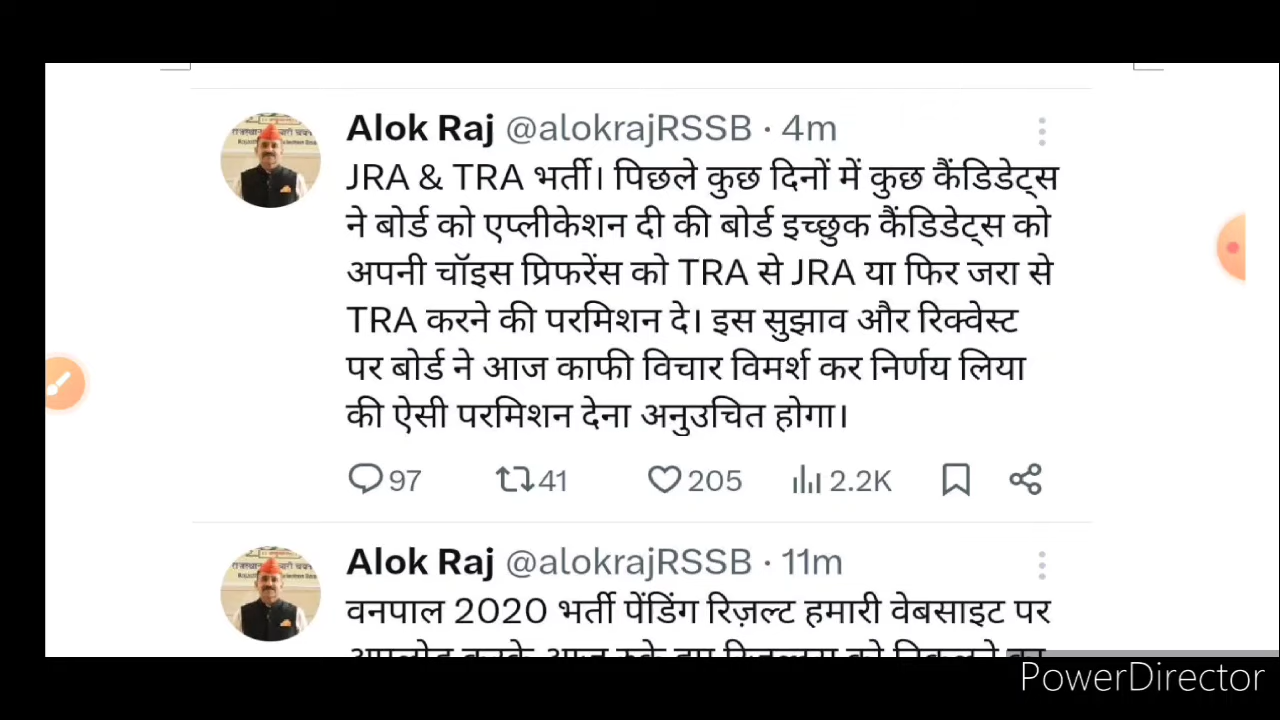 Alok Raj @alokrajRSSB · 4m
JRA & TRA भर्ती। पिछले कुछ दिनों में कुछ कैंडिडेट्स
ने बोर्ड को एप्लीकेशन दी की बोर्ड इच्छुक कैंडिडेट्स को
अपनी चॉइस प्रिफरेंस को TRA से JRA या फिर जरा से
TRA करने की परमिशन दे। इस सुझाव और रिक्वेस्ट
पर बोर्ड ने आज काफी विचार विमर्श कर निर्णय लिया
की ऐसी परमिशन देना अनुउचित होगा।
97 41 205 2.2K
Alok Raj @alokrajRSSB · 11m
वनपाल 2020 भर्ती पेंडिंग रिज़ल्ट हमारी वेबसाइट पर
PowerDirector